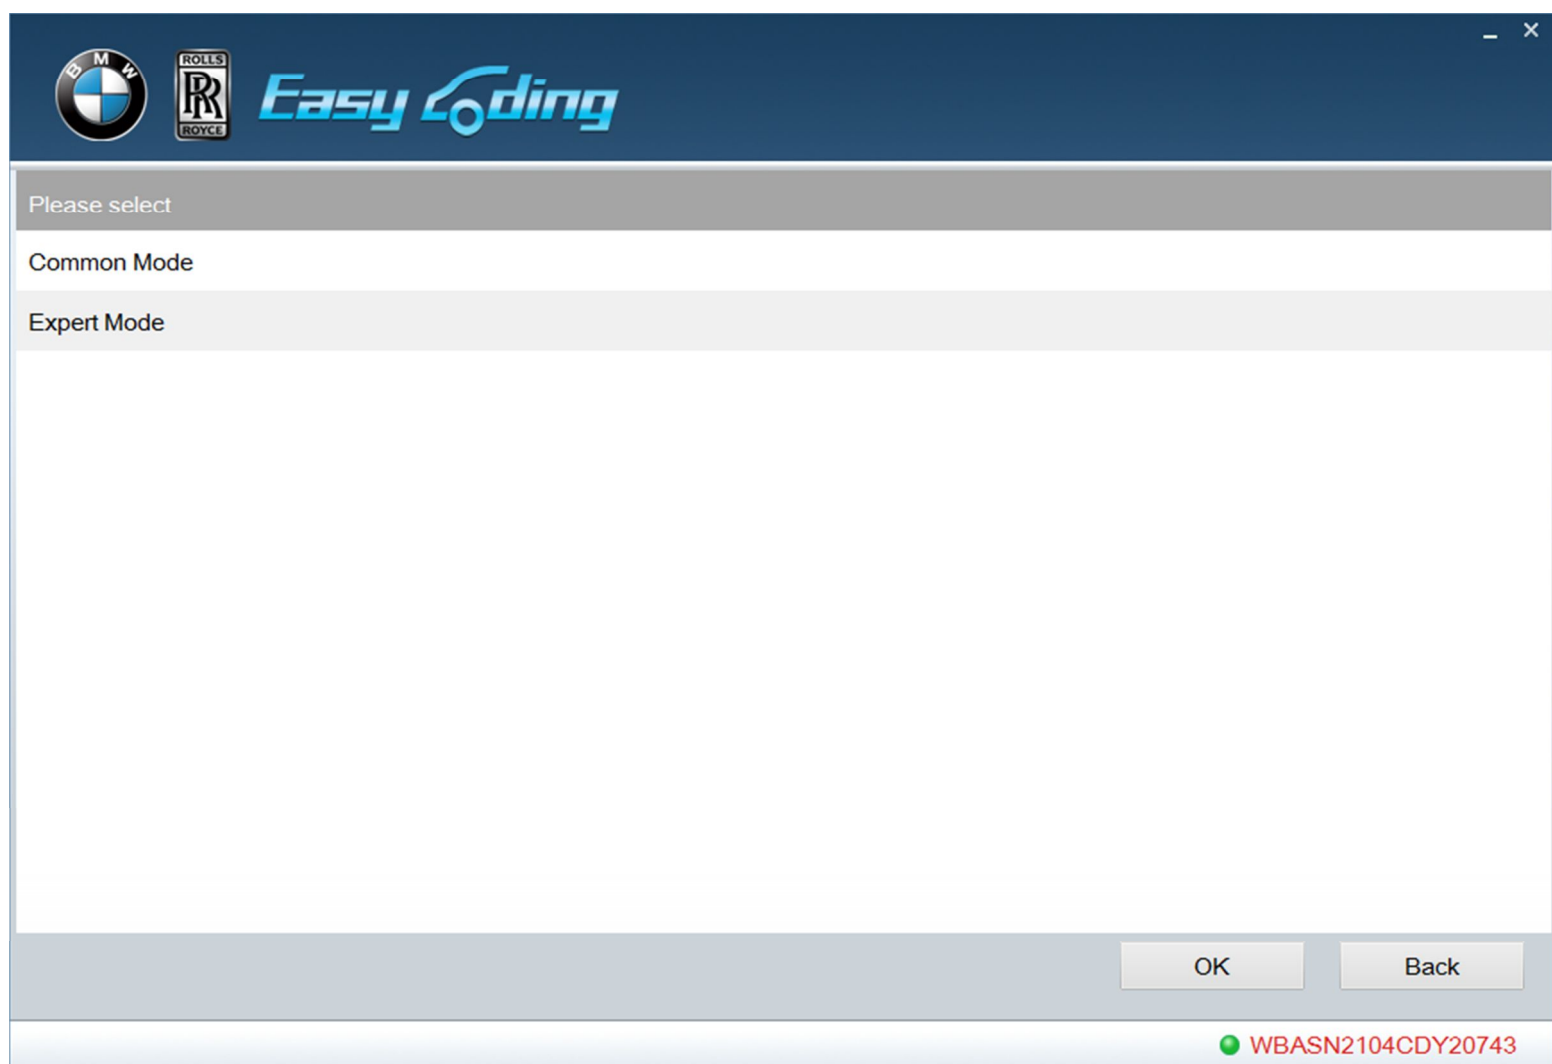 BMW
ROLLS
RR
ROYCE
Easy Coding
Please select
Common Mode
Expert Mode
OK
Back
WBASN2104CDY20743